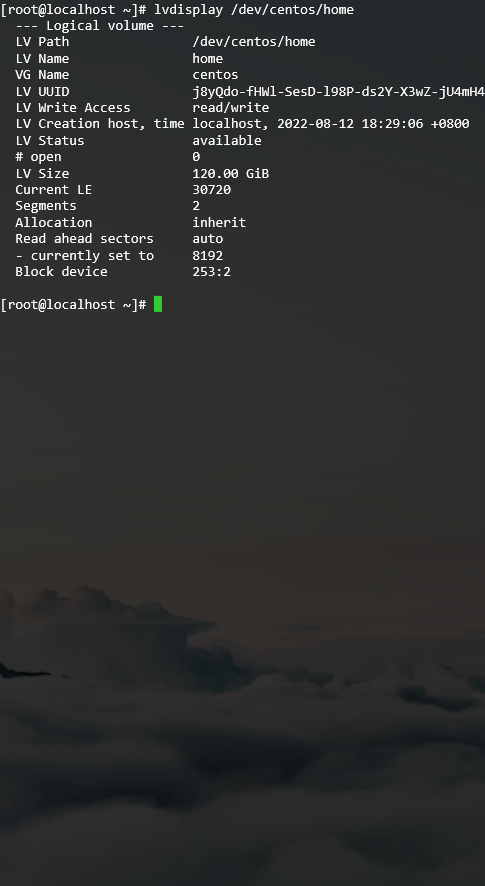 [root@localhost ~]# lvdisplay /dev/centos/home
--- Logical volume ---
LV Path                /dev/centos/home
LV Name                home
VG Name                centos
LV UUID                j8yQdo-fHWl-SesD-l98P-ds2Y-X3wZ-jU4mH4
LV Write Access        read/write
LV Creation host, time localhost, 2022-08-12 18:29:06 +0800
LV Status              available
# open                 0
LV Size                120.00 GiB
Current LE             30720
Segments               2
Allocation             inherit
Read ahead sectors     auto
- currently set to     8192
Block device           253:2
[root@localhost ~]#